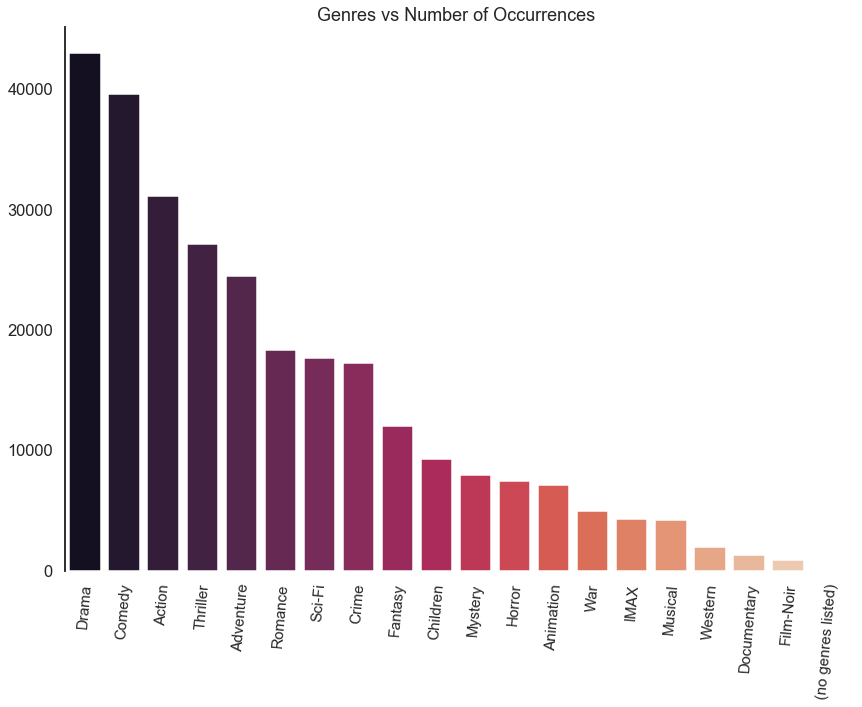 Genres vs Number of Occurrences
40000
30000
20000
10000
0
Drama
Comedy
Action
Thriller
Adventure
Romance
Sci-Fi
Crime
Fantasy
Children
Mystery
Horror
Animation
War
IMAX
Musical
Western
Documentary
Film-Noir
(no genres listed)